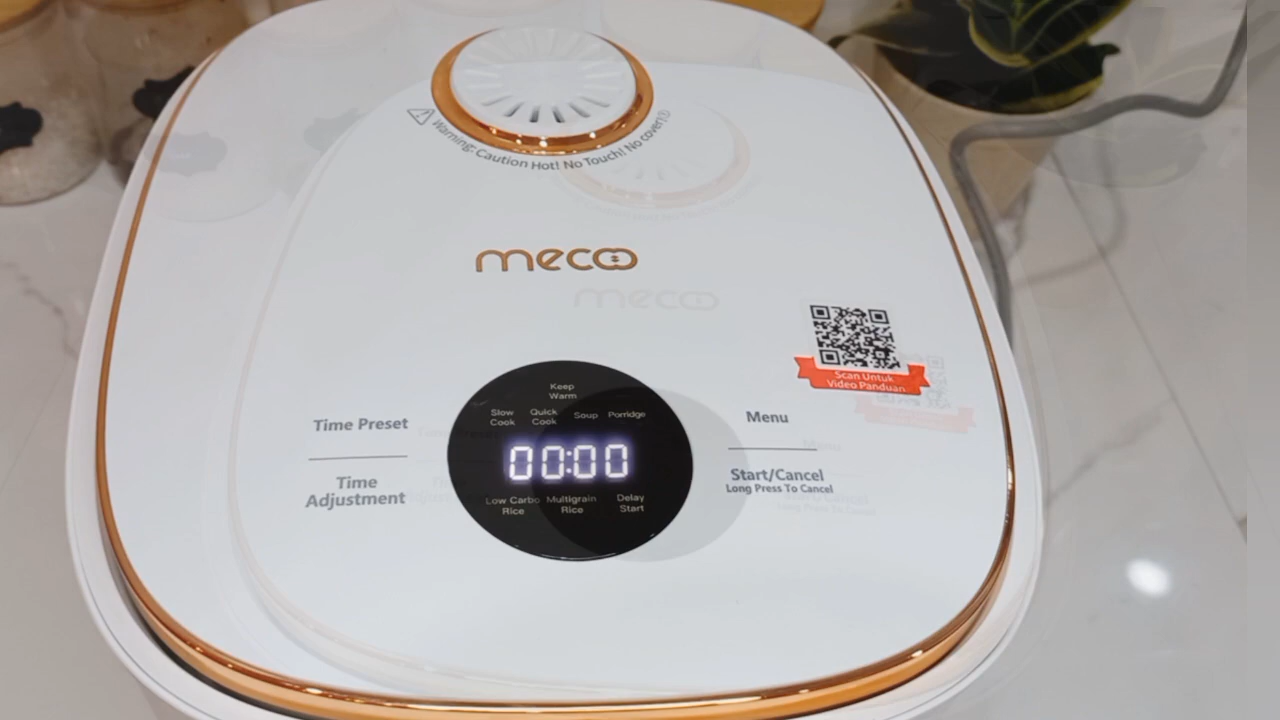 Warning: Caution Hot! No Touch! No cover!
mecoo
Scan Untuk
Video Panduan
Keep
Warm
Slow
Cook
Quick
Cook
Soup
Porridge
Time Preset
00:00
Menu
Time
Adjustment
Start/Cancel
Long Press To Cancel
Low Carbo
Rice
Multigrain
Rice
Delay
Start